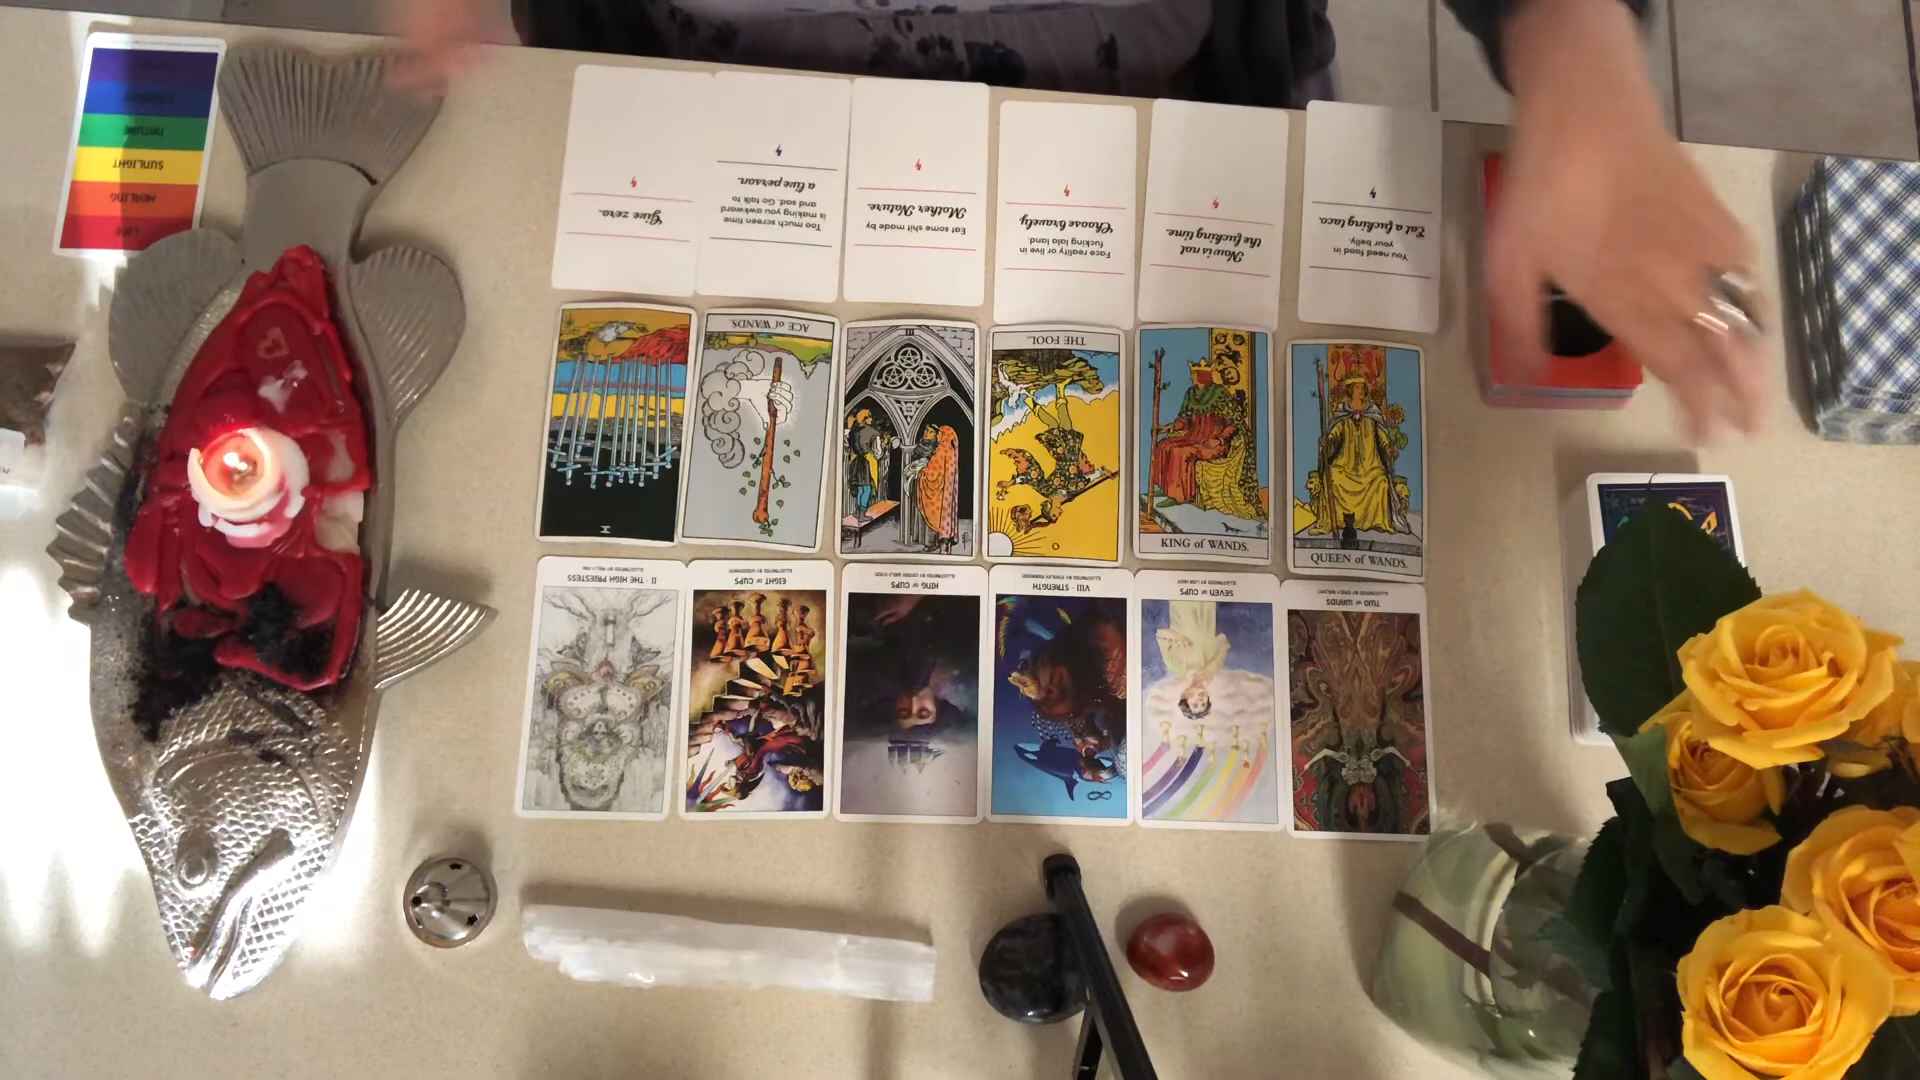 NATURE
SUNLIGHT
HEALING
LIFE
Give zero.
Too much screen time
is making you awkward
and sad. Go talk to
a live person.
Eat some shit made by
Mother Nature.
Face reality or live in
fucking lala land.
Choose bravely
Now is not
the fucking time.
You need food in
your belly.
Eat a fucking taco.
X
ACE of WANDS.
III
THE FOOL.
0
KING of WANDS.
QUEEN of WANDS.
II · THE HIGH PRIESTESS
EIGHT OF CUPS
KING OF CUPS
VIII · STRENGTH
SEVEN OF CUPS
TWO OF WANDS